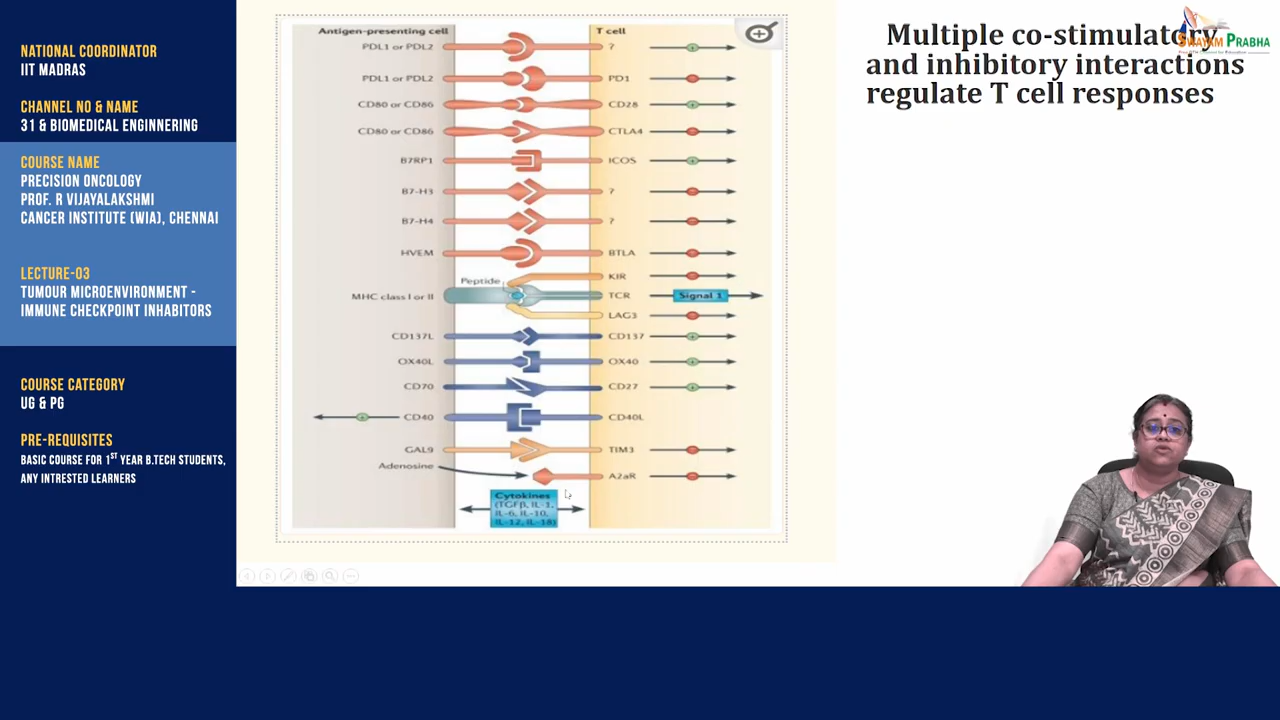 NATIONAL COORDINATOR
IIT MADRAS
CHANNEL NO & NAME
31 & BIOMEDICAL ENGINNERING
COURSE NAME
PRECISION ONCOLOGY
PROF. R VIJAYALAKSHMI
CANCER INSTITUTE (WIA), CHENNAI
LECTURE-03
TUMOUR MICROENVIRONMENT -
IMMUNE CHECKPOINT INHABITORS
COURSE CATEGORY
UG & PG
PRE-REQUISITES
BASIC COURSE FOR 1ST YEAR B.TECH STUDENTS,
ANY INTRESTED LEARNERS
Antigen-presenting cell T cell
PDL1 or PDL2 ?
PDL1 or PDL2 PD1
CD80 or CD86 CD28
CD80 or CD86 CTLA4
B7RP1 ICOS
B7-H3 ?
B7-H4 ?
HVEM BTLA
KIR
Peptide
MHC class I or II TCR Signal 1
LAG3
CD137L CD137
OX40L OX40
CD70 CD27
CD40 CD40L
GAL9 TIM3
Adenosine
A2aR
Cytokines
(TGFβ, IL-1,
IL-6, IL-10,
IL-12, IL-18)
Multiple co-stimulatory
and inhibitory interactions
regulate T cell responses
SWAYAM PRABHA